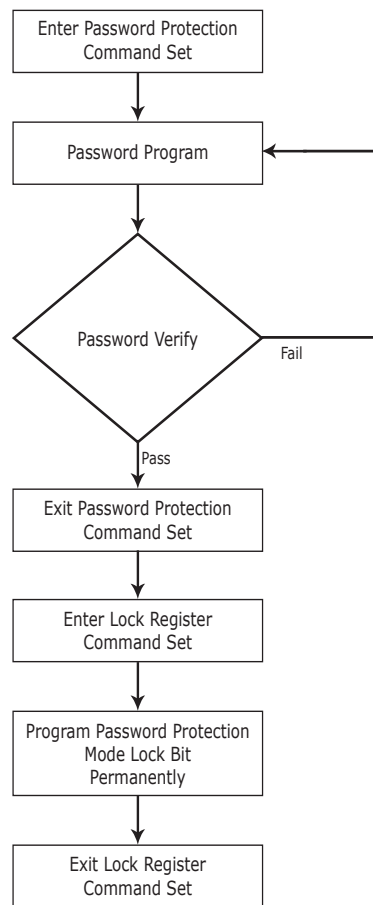 Enter Password Protection
Command Set
Password Program
Password Verify
Fail
Pass
Exit Password Protection
Command Set
Enter Lock Register
Command Set
Program Password Protection
Mode Lock Bit
Permanently
Exit Lock Register
Command Set